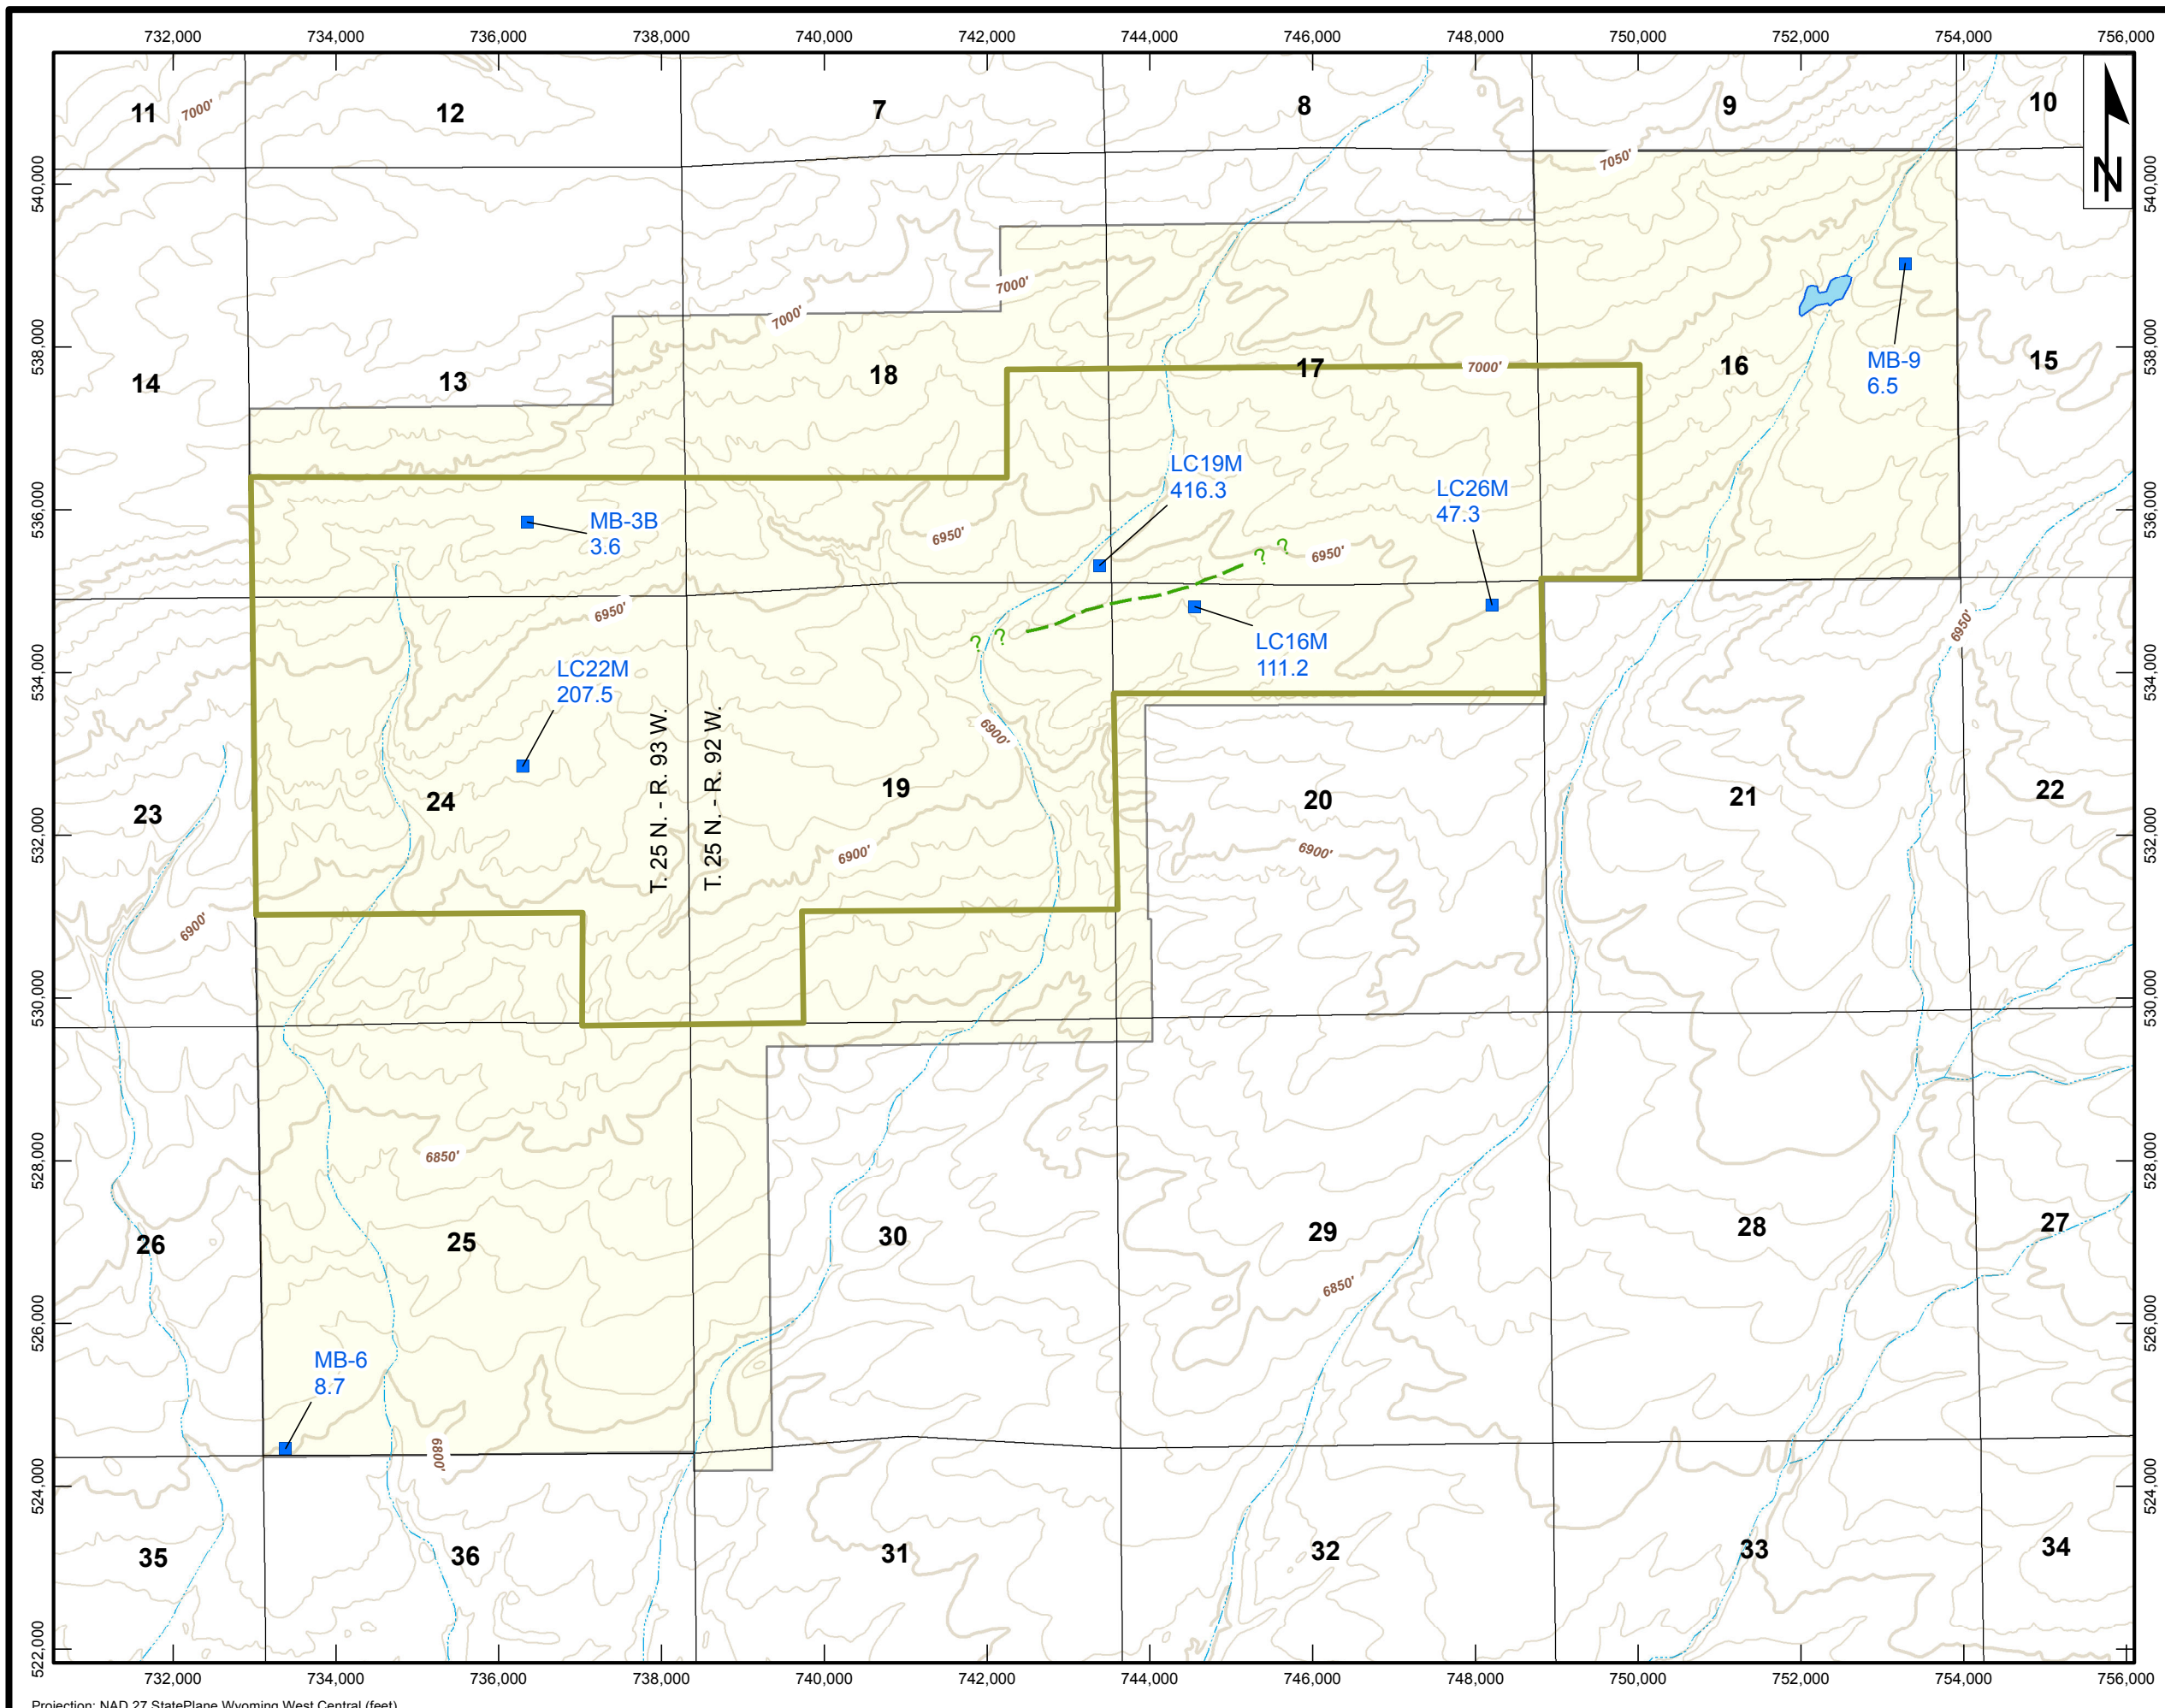 732,000 734,000 736,000 738,000 740,000 742,000 744,000 746,000 748,000 750,000 752,000 754,000 756,000
11 12 7 8 9 10
7000'
7050'
N
540,000 540,000
7000'
7000'
538,000 538,000
14 13 18 17 16 15
7000'
MB-9
6.5
LC19M
416.3
LC26M
47.3
536,000 536,000
MB-3B
3.6
6950'
6950'
? ?
6950'
6950'
? ?
LC16M
111.2
LC22M
207.5
534,000 534,000
T. 25 N. - R. 93 W.
T. 25 N. - R. 92 W.
6900'
23 24 19 20 21 22
532,000 532,000
6900'
6900'
6900'
530,000 530,000
6850'
528,000 528,000
26 25 30 29 28 27
6850'
526,000 526,000
MB-6
8.7
6800'
524,000 524,000
35 36 31 32 33 34
522,000 522,000
732,000 734,000 736,000 738,000 740,000 742,000 744,000 746,000 748,000 750,000 752,000 754,000 756,000
Projection: NAD 27 StatePlane Wyoming West Central (feet)